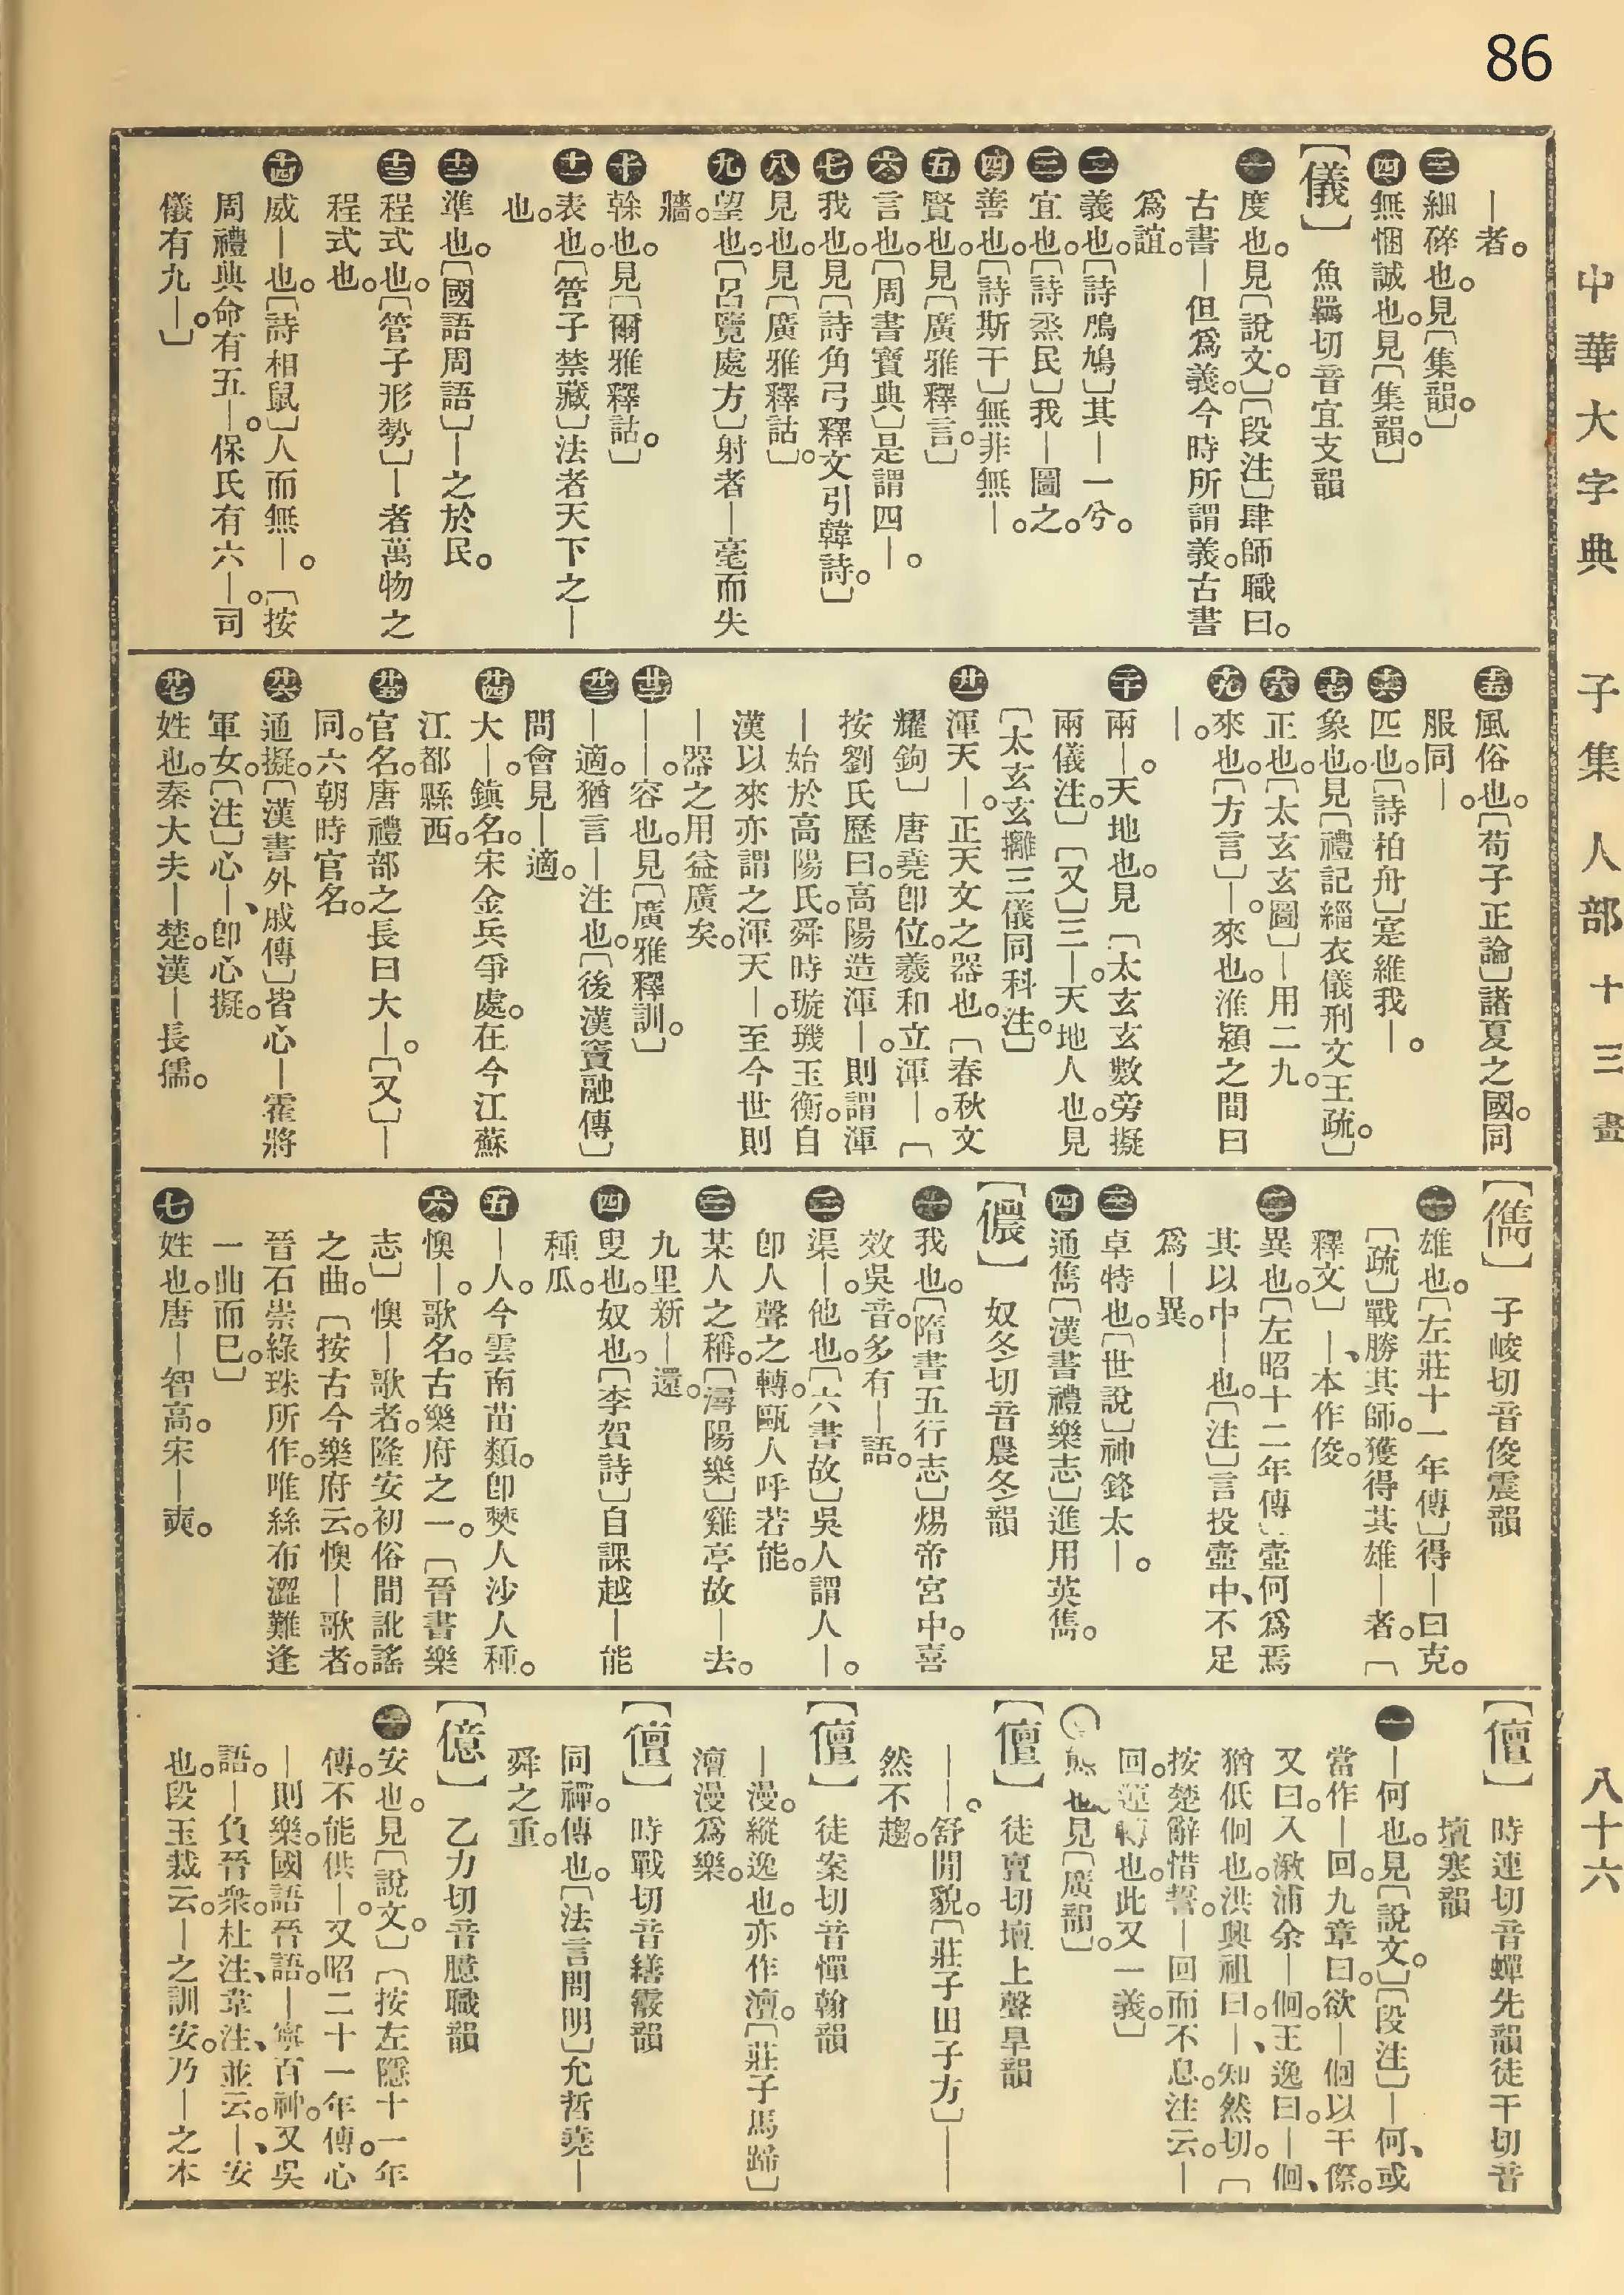 86
中華大字典　子集　人部　十三畫　八十六
｜者。
㊂細碎也。見〔集韻。〕
㊃無悃誠也。見〔集韻。〕
【儀】魚羈切音宜支韻
㊀度也。見〔說文。〕〔段注〕肆師職曰。
古書｜但爲義。今時所謂義。古書
爲誼。
㊁義也。〔詩鳲鳩〕其｜一兮。
㊂宜也。〔詩烝民〕我｜圖之。
㊃善也。〔詩斯干〕無非無｜。
㊄賢也。見〔廣雅釋言。〕
㊅言也。〔周書寶典〕是謂四｜。
㊆我也。見〔詩角弓釋文引韓詩。〕
㊇見也。見〔廣雅釋詁。〕
㊈望也。〔呂覽處方〕射者｜毫而失
牆。
㊉榦也。見〔爾雅釋詁。〕
十一表也。〔管子禁藏〕法者天下之｜
也。
十二準也。〔國語周語〕｜之於民。
十三程式也。〔管子形勢〕｜者萬物之
程式也。
十四威｜也。〔詩相鼠〕人而無｜。〔按
周禮典命有五｜。保氏有六｜。司
儀有九｜。〕
十五風俗也。〔荀子正論〕諸夏之國。同
服同｜。
十六匹也。〔詩柏舟〕寔維我｜。
十七象也。見〔禮記緇衣儀刑文王疏。〕
十八正也。〔太玄玄圖〕｜用二九。
十九來也。〔方言〕｜。來也。淮潁之間曰
｜。
二十兩｜。天地也。見〔太玄玄數旁擬
兩儀注。〕〔又〕三｜。天地人也。見
〔太玄玄攡三儀同科注。〕
廿一渾天｜。正天文之器也。〔春秋文
耀鉤〕唐堯卽位。羲和立渾｜。〔
按劉氏歷曰。高陽造渾｜。則謂渾
｜始於高陽氏。舜時璇璣玉衡。自
漢以來亦謂之渾天｜。至今世則
｜器之用益廣矣。
廿二｜｜。容也。見〔廣雅釋訓。〕
廿三｜適。猶言｜注也。〔後漢竇融傳〕
問會見｜適。
廿四大｜。鎭名。宋金兵爭處。在今江蘇
江都縣西。
廿五官名。唐禮部之長曰大｜。〔又〕｜
同。六朝時官名。
廿六通擬。〔漢書外戚傳〕皆心｜霍將
軍女。〔注〕心｜、卽心擬。
廿七姓也。秦大夫｜楚。漢｜長孺。
【儁】子峻切音俊震韻
㊀雄也。〔左莊十一年傳〕得｜曰克。
〔疏〕戰勝其師。獲得其雄｜者。〔
釋文〕｜、本作俊。
㊁異也。〔左昭十二年傳〕壺何爲焉
其以中｜也。〔注〕言投壺中、不足
爲｜異。
㊂卓特也。〔世說〕神鋒太｜。
㊃通雋。〔漢書禮樂志〕進用英雋。
【儂】奴冬切音農冬韻
㊀我也。〔隋書五行志〕煬帝宮中。喜
效吳音。多有｜語。
㊁渠｜。他也。〔六書故〕吳人謂人｜。
卽人聲之轉。甌人呼若能。
㊂某人之稱。〔潯陽樂〕雞亭故｜去。
九里新｜還。
㊃叟也。奴也。〔李賀詩〕自課越｜能
種瓜。
㊄｜人。今雲南苗類。卽僰人沙人種。
㊅懊｜。歌名。古樂府之一。〔晉書樂
志〕懊｜歌者。隆安初俗間訛謠
之曲。〔按古今樂府云。懊｜歌者。
晉石崇綠珠所作。唯絲布澀難逢
一曲而巳。〕
㊆姓也。唐｜智高。宋｜奭。
【儃】時連切音蟬先韻徒干切音
壇寒韻
㊀｜何也。見〔說文。〕〔段注〕｜何、或
當作｜回。九章曰。欲｜佪以干傺。
又曰。入漵浦余｜佪。王逸曰。｜佪、
猶低佪也。洪興祖曰。｜、知然切。〔
按楚辭惜誓。｜回而不息。注云。｜
回。運轉也。此又一義。〕
㊁態也。見〔廣韻。〕
【儃】徒亶切壇上聲旱韻
｜｜。舒閒貌。〔莊子田子方〕｜｜
然不趨。
【儃】徒案切音憚翰韻
｜漫。縱逸也。亦作澶。〔莊子馬蹄〕
澶漫爲樂。
【儃】時戰切音繕霰韻
同禪。傳也。〔法言問明〕允哲堯｜
舜之重。
【億】乙力切音臆職韻
㊀安也。見〔說文。〕〔按左隱十一年
傳。不能供｜。又昭二十一年傳。心
｜則樂。國語晉語。｜寧百神。又吳
語。｜負晉衆。杜注、韋注、並云。｜、安
也。段玉裁云。｜之訓安。乃｜之本